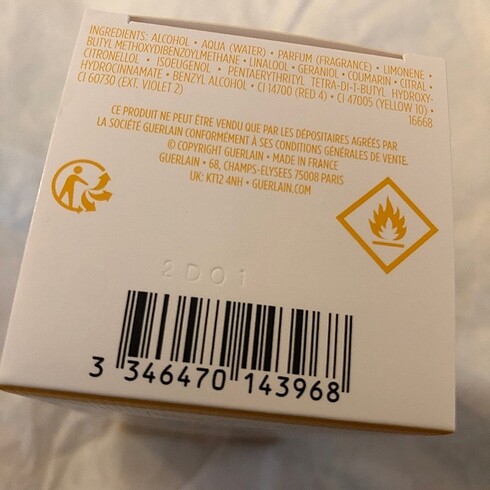 INGREDIENTS: ALCOHOL • AQUA (WATER) • PARFUM (FRAGRANCE) • LIMONENE •
BUTYL METHOXYDIBENZOYLMETHANE • LINALOOL • GERANIOL • COUMARIN • CITRAL •
CITRONELLOL • ISOEUGENOL • PENTAERYTHRITYL TETRA-DI-T-BUTYL HYDROXY-
HYDROCINNAMATE • BENZYL ALCOHOL • CI 14700 (RED 4) • CI 47005 (YELLOW 10) •
CI 60730 (EXT. VIOLET 2) 16668
CE PRODUIT NE PEUT ÊTRE VENDU QUE PAR LES DÉPOSITAIRES AGRÉÉS PAR
LA SOCIÉTÉ GUERLAIN CONFORMÉMENT À SES CONDITIONS GÉNÉRALES DE VENTE.
© COPYRIGHT GUERLAIN • MADE IN FRANCE
GUERLAIN • 68, CHAMPS-ELYSEES 75008 PARIS
UK: KT12 4NH • GUERLAIN.COM
2D01
3 346470 143968